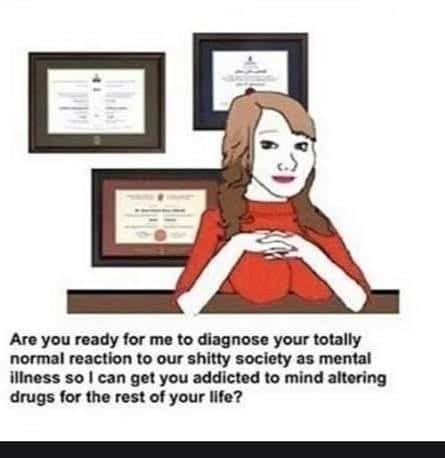 Are you ready for me to diagnose your totally
normal reaction to our shitty society as mental
illness so I can get you addicted to mind altering
drugs for the rest of your life?